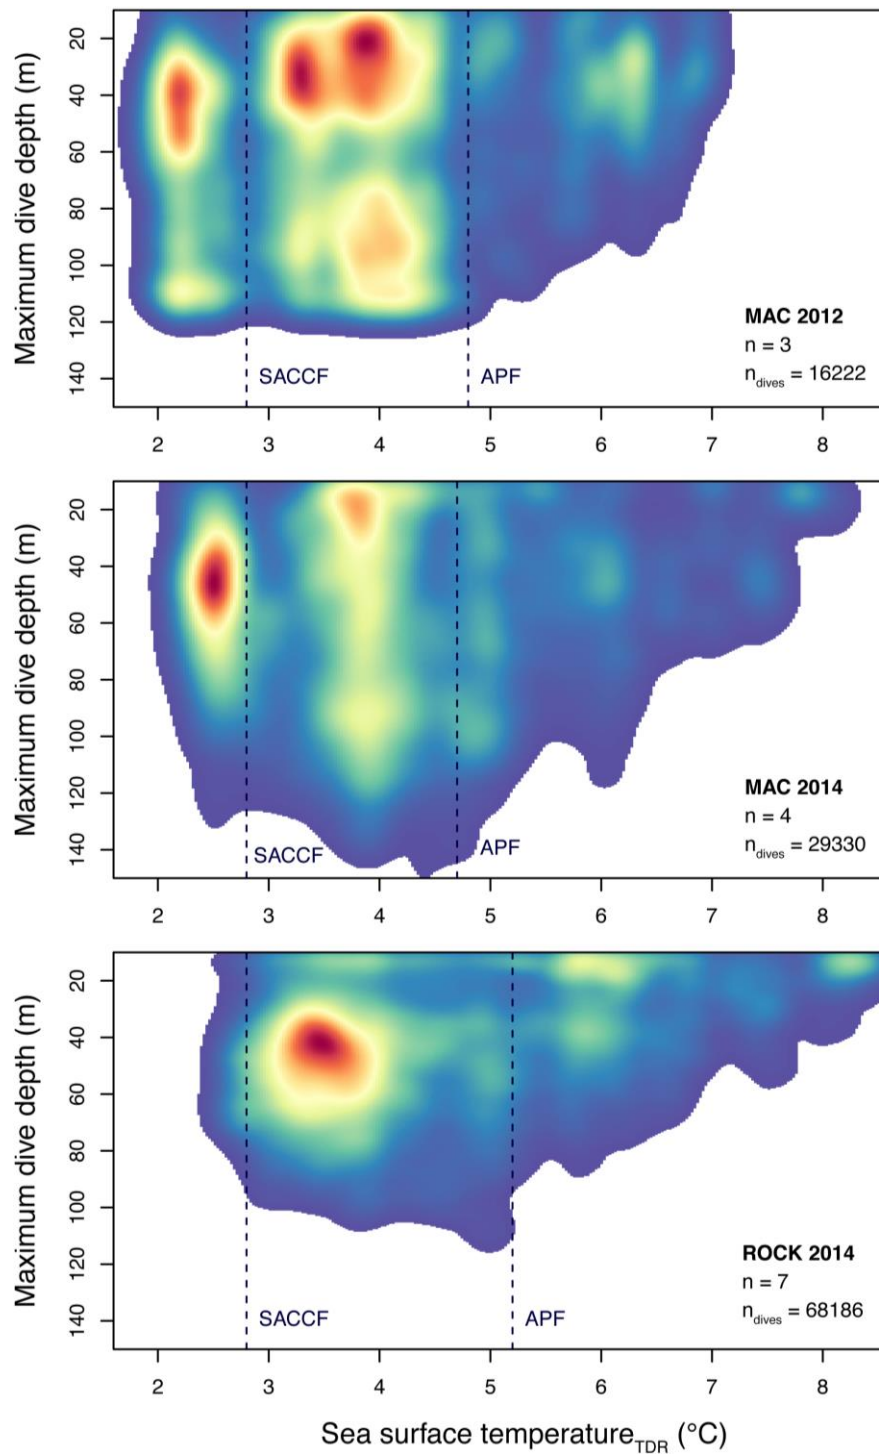 Maximum dive depth (m)
20
40
60
80
100
120
140
SACCF
APF
MAC 2012
n = 3
n_dives = 16222
2 3 4 5 6 7 8
Maximum dive depth (m)
20
40
60
80
100
120
140
SACCF
APF
MAC 2014
n = 4
n_dives = 29330
2 3 4 5 6 7 8
Maximum dive depth (m)
20
40
60
80
100
120
140
SACCF
APF
ROCK 2014
n = 7
n_dives = 68186
2 3 4 5 6 7 8
Sea surface temperature_TDR (°C)